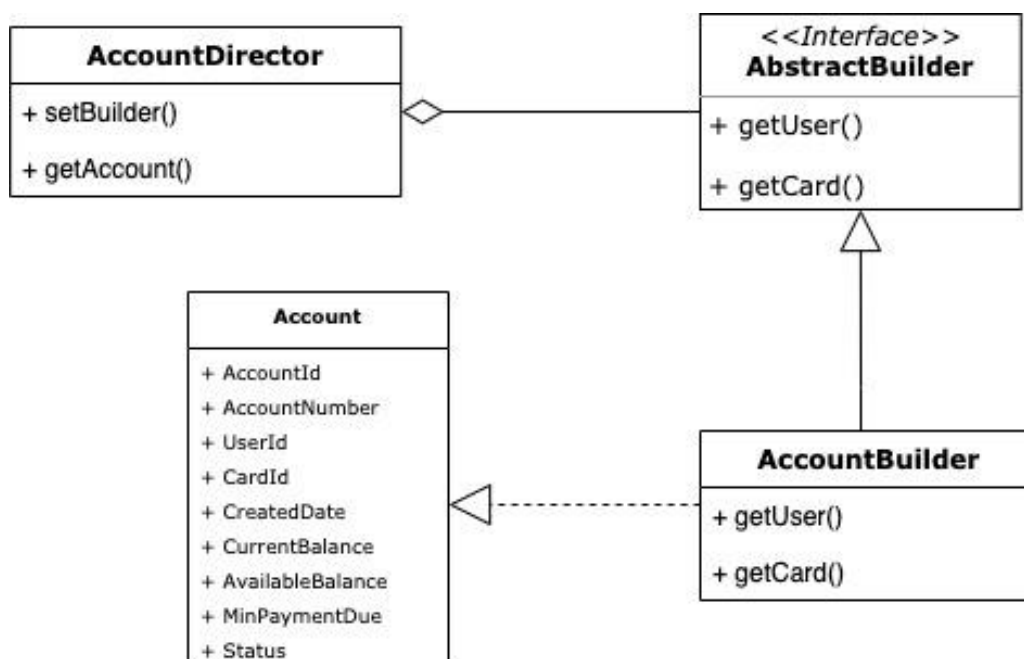 AccountDirector
+ setBuilder()
+ getAccount()
<<Interface>>
AbstractBuilder
+ getUser()
+ getCard()
Account
+ AccountId
+ AccountNumber
+ UserId
+ CardId
+ CreatedDate
+ CurrentBalance
+ AvailableBalance
+ MinPaymentDue
+ Status
AccountBuilder
+ getUser()
+ getCard()